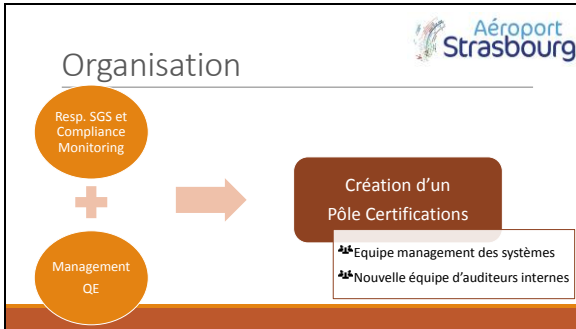 Aéroport
Strasbourg
Organisation
Resp. SGS et
Compliance
Monitoring
Management
QE
Création d'un
Pôle Certifications
Equipe management des systèmes
Nouvelle équipe d'auditeurs internes